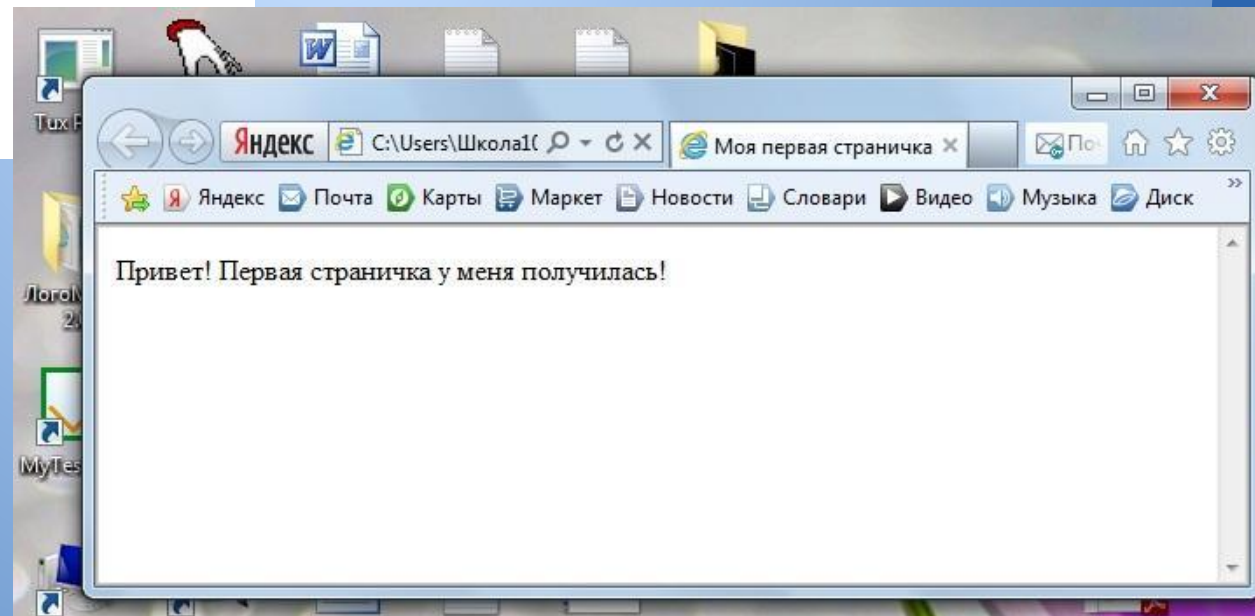 Tux
Яндекс C:\Users\Школа1( Моя первая страничка
Яндекс Почта Карты Маркет Новости Словари Видео Музыка Диск
Привет! Первая страничка у меня получилась!